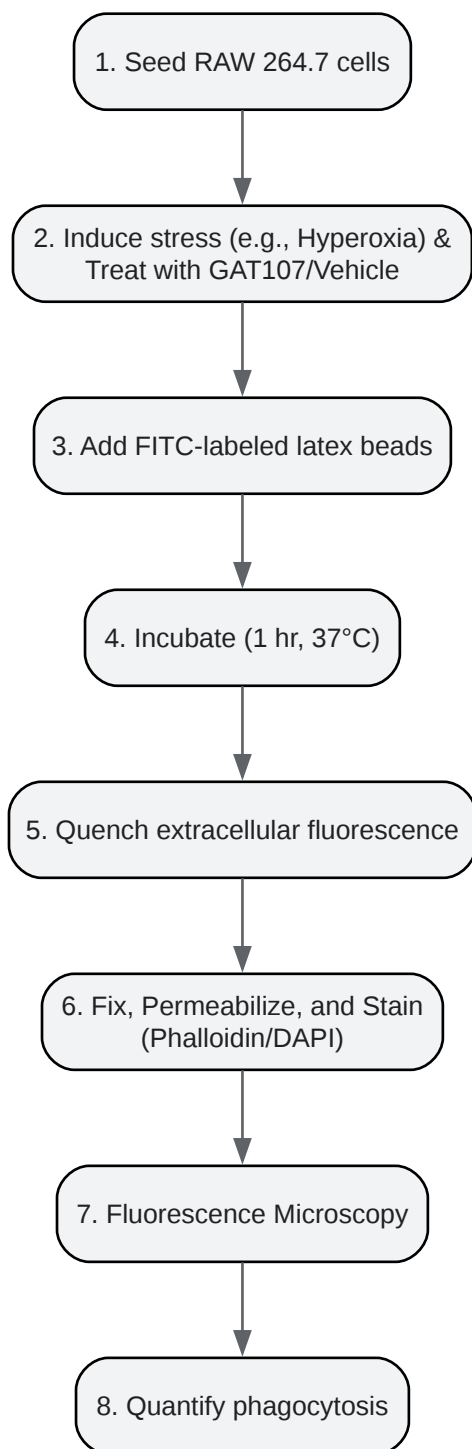 1. Seed RAW 264.7 cells
2. Induce stress (e.g., Hyperoxia) &
Treat with GAT107/Vehicle
3. Add FITC-labeled latex beads
4. Incubate (1 hr, 37°C)
5. Quench extracellular fluorescence
6. Fix, Permeabilize, and Stain
(Phalloidin/DAPI)
7. Fluorescence Microscopy
8. Quantify phagocytosis